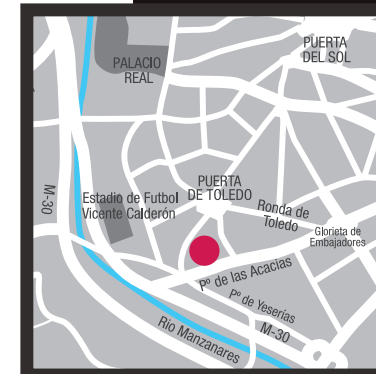 PUERTA
DEL SOL
PALACIO
REAL
M-30
Estadio de Futbol
Vicente Calderón
PUERTA
DE TOLEDO
Ronda de
Toledo
Glorieta de
Embajadores
Pº de las Acacias
Pº de Yeserías
M-30
Rio Manzanares